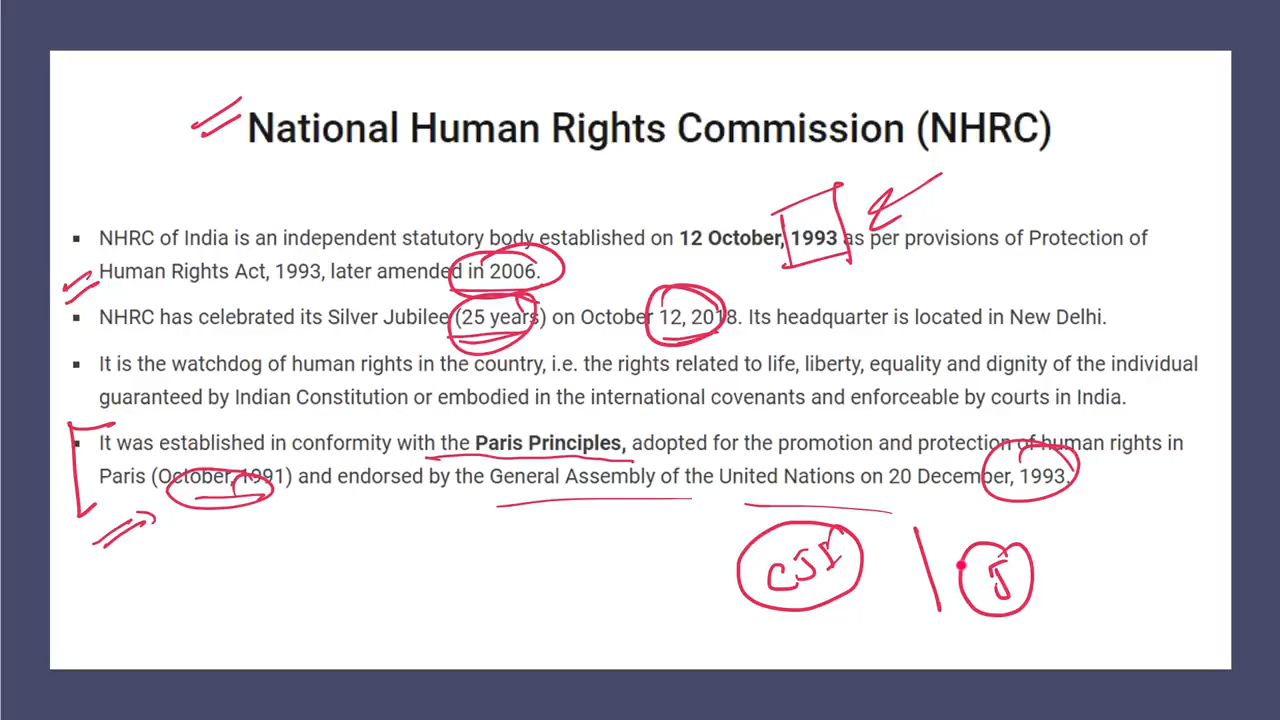 National Human Rights Commission (NHRC)
▪ NHRC of India is an independent statutory body established on 12 October, 1993 as per provisions of Protection of
Human Rights Act, 1993, later amended in 2006.
▪ NHRC has celebrated its Silver Jubilee (25 years) on October 12, 2018. Its headquarter is located in New Delhi.
▪ It is the watchdog of human rights in the country, i.e. the rights related to life, liberty, equality and dignity of the individual
guaranteed by Indian Constitution or embodied in the international covenants and enforceable by courts in India.
▪ It was established in conformity with the Paris Principles, adopted for the promotion and protection of human rights in
Paris (October, 1991) and endorsed by the General Assembly of the United Nations on 20 December, 1993.
CJI J